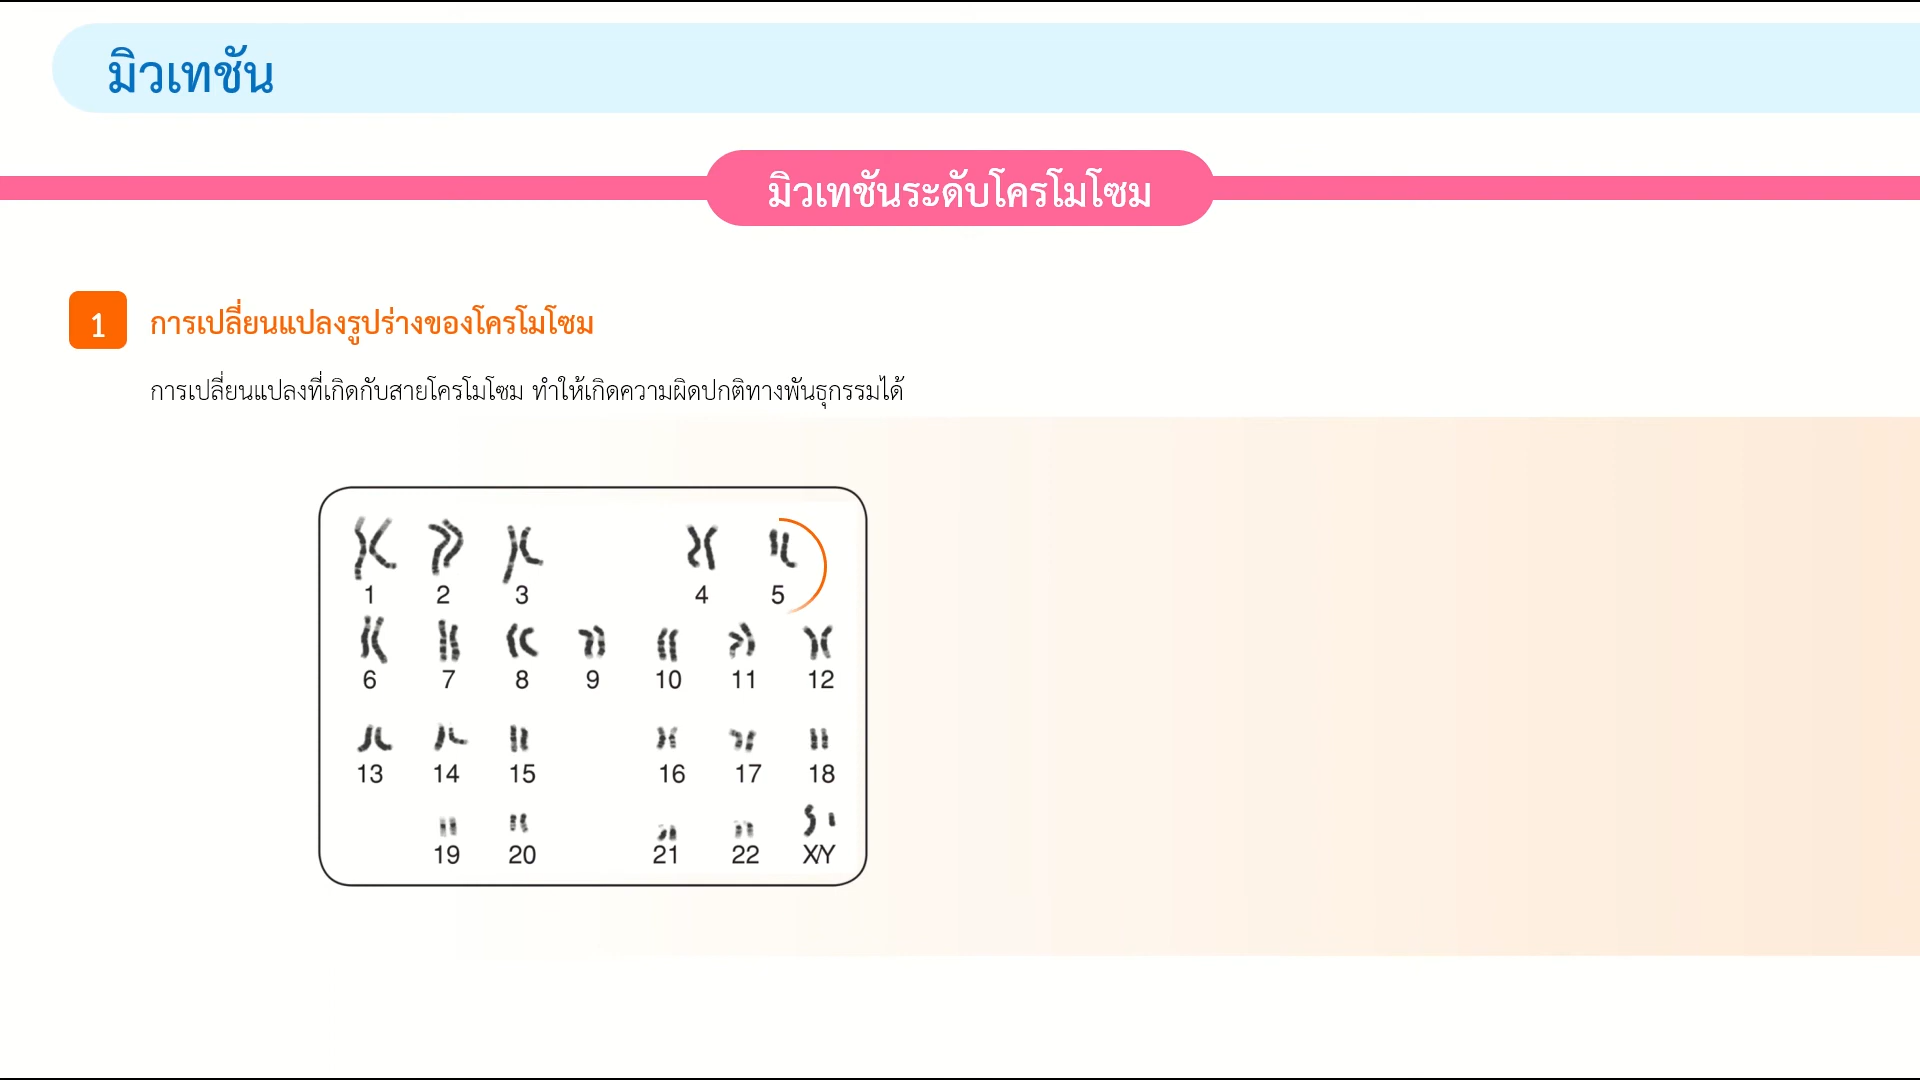 มิวเทชัน
มิวเทชันระดับโครโมโซม
1 การเปลี่ยนแปลงรูปร่างของโครโมโซม
การเปลี่ยนแปลงที่เกิดกับสายโครโมโซม ทำให้เกิดความผิดปกติทางพันธุกรรมได้
1 2 3 4 5
6 7 8 9 10 11 12
13 14 15 16 17 18
19 20 21 22 X/Y